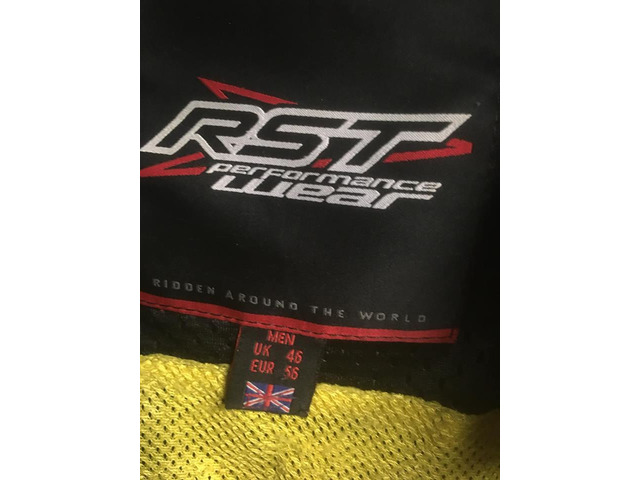 RST
performance
wear
RIDDEN AROUND THE WORLD
MEN
UK 46
EUR 56